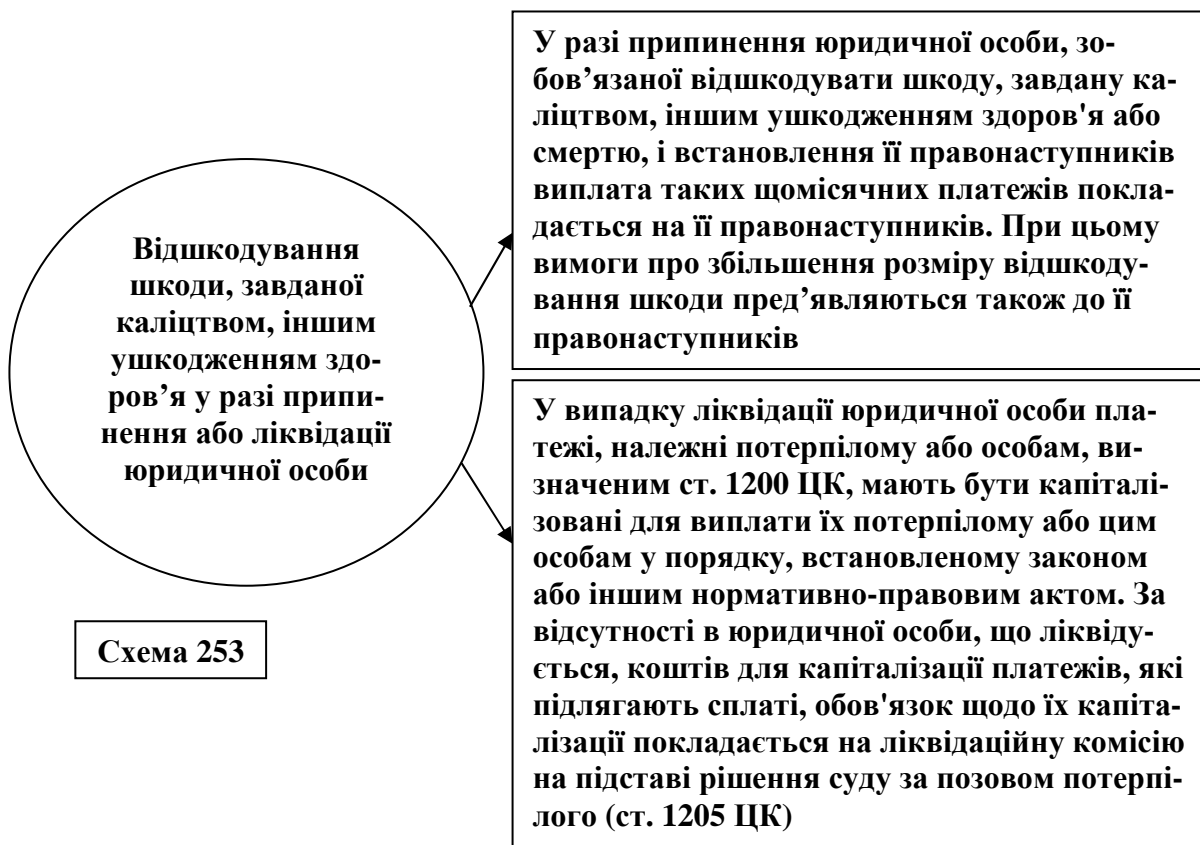 Відшкодування
шкоди, завданої
каліцтвом, іншим
ушкодженням здо-
ров’я у разі припи-
нення або ліквідації
юридичної особи
У разі припинення юридичної особи, зо-
бов’язаної відшкодувати шкоду, завдану ка-
ліцтвом, іншим ушкодженням здоров'я або
смертю, і встановлення її правонаступників
виплата таких щомісячних платежів покла-
дається на її правонаступників. При цьому
вимоги про збільшення розміру відшкоду-
вання шкоди пред’являються також до її
правонаступників
У випадку ліквідації юридичної особи пла-
тежі, належні потерпілому або особам, ви-
значеним ст. 1200 ЦК, мають бути капіталі-
зовані для виплати їх потерпілому або цим
особам у порядку, встановленому законом
або іншим нормативно-правовим актом. За
відсутності в юридичної особи, що ліквіду-
ється, коштів для капіталізації платежів, які
підлягають сплаті, обов'язок щодо їх капіта-
лізації покладається на ліквідаційну комісію
на підставі рішення суду за позовом потерпі-
лого (ст. 1205 ЦК)
Схема 253